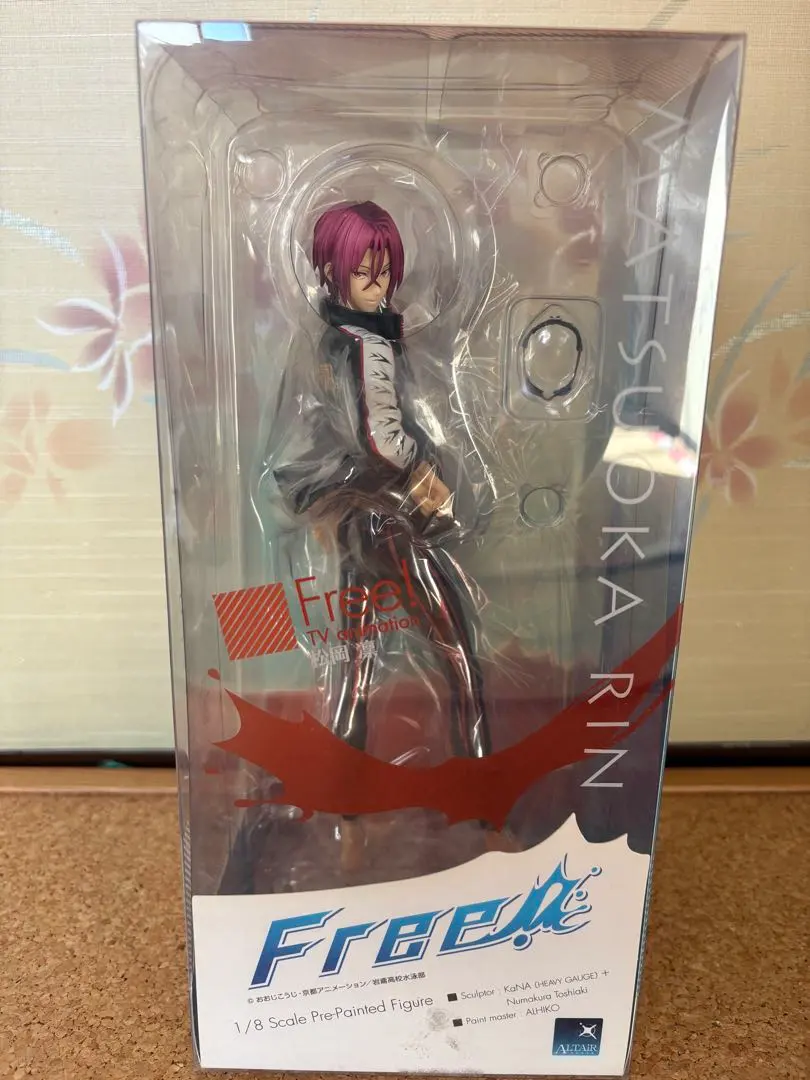 MATSUOKA RIN
Free!
TV animation
松岡 凛
Free!
© おおじこうじ・京都アニメーション/岩鳶高校水泳部
1/8 Scale Pre-Painted Figure
■ Sculptor : KaNA (HEAVY GAUGE) +
Numakura Toshiaki
■ Paint master : ALHIKO
ALTAiR